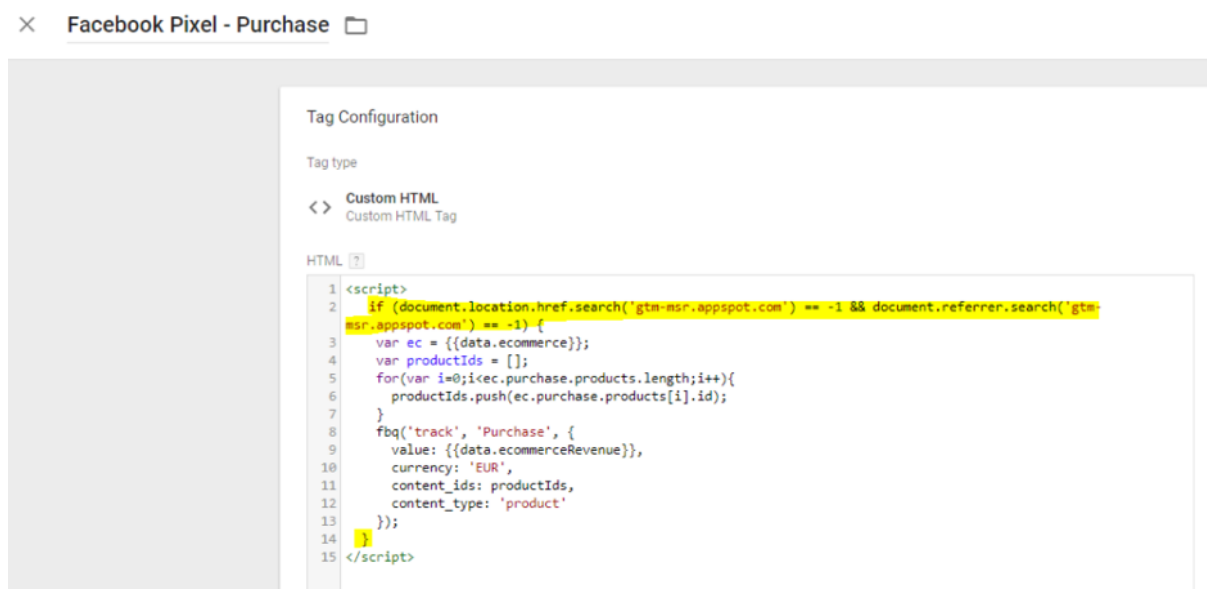 Facebook Pixel - Purchase
Tag Configuration
Tag type
Custom HTML
Custom HTML Tag
HTML ?
1 <script>
2 if (document.location.href.search('gtm-msr.appspot.com') == -1 && document.referrer.search('gtm-
msr.appspot.com') == -1) {
3 var ec = {{data.ecommerce}};
4 var productIds = [];
5 for(var i=0;i<ec.purchase.products.length;i++){
6 productIds.push(ec.purchase.products[i].id);
7 }
8 fbq('track', 'Purchase', {
9 value: {{data.ecommerceRevenue}},
10 currency: 'EUR',
11 content_ids: productIds,
12 content_type: 'product'
13 });
14 }
15 </script>